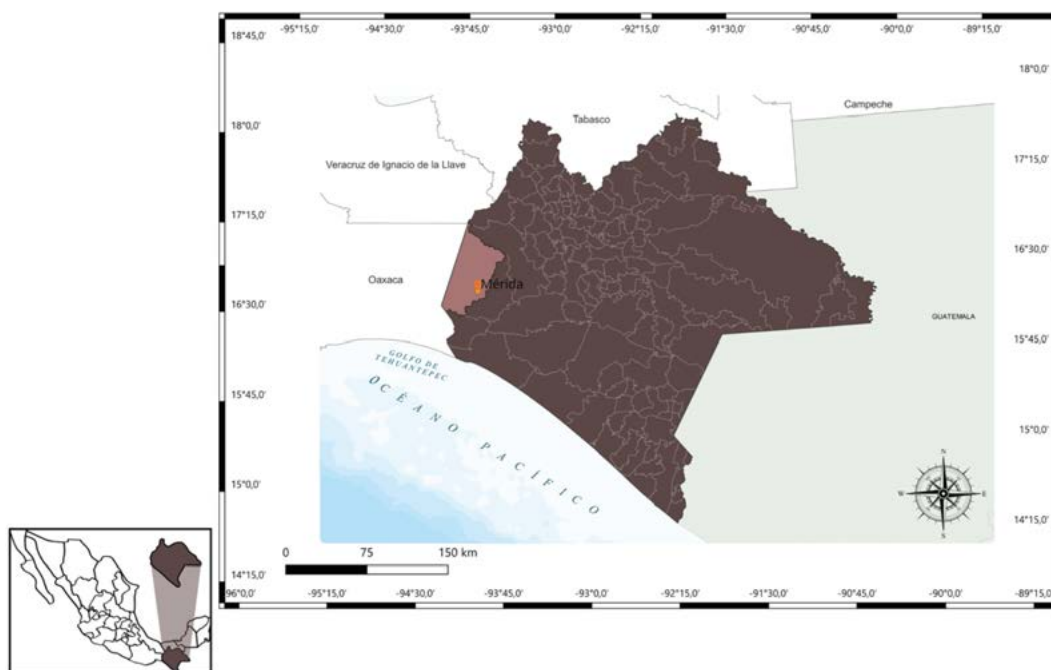 -95°15,0′ -94°30,0′ -93°45,0′ -93°0,0′ -92°15,0′ -91°30,0′ -90°45,0′ -90°0,0′ -89°15,0′
18°45,0′
18°0,0′
Campeche
Tabasco
18°0,0′
Veracruz de Ignacio de la Llave
17°15,0′
17°15,0′
16°30,0′
Oaxaca
Mérida
16°30,0′
GUATEMALA
15°45,0′
GOLFO DE
TEHUANTEPEC
OCÉANO PACÍFICO
15°45,0′
15°0,0′
N
W E
S
15°0,0′
14°15,0′
0 75 150 km
14°15,0′
96°0,0′ -95°15,0′ -94°30,0′ -93°45,0′ -93°0,0′ -92°15,0′ -91°30,0′ -90°45,0′ -90°0,0′ -89°15,0′